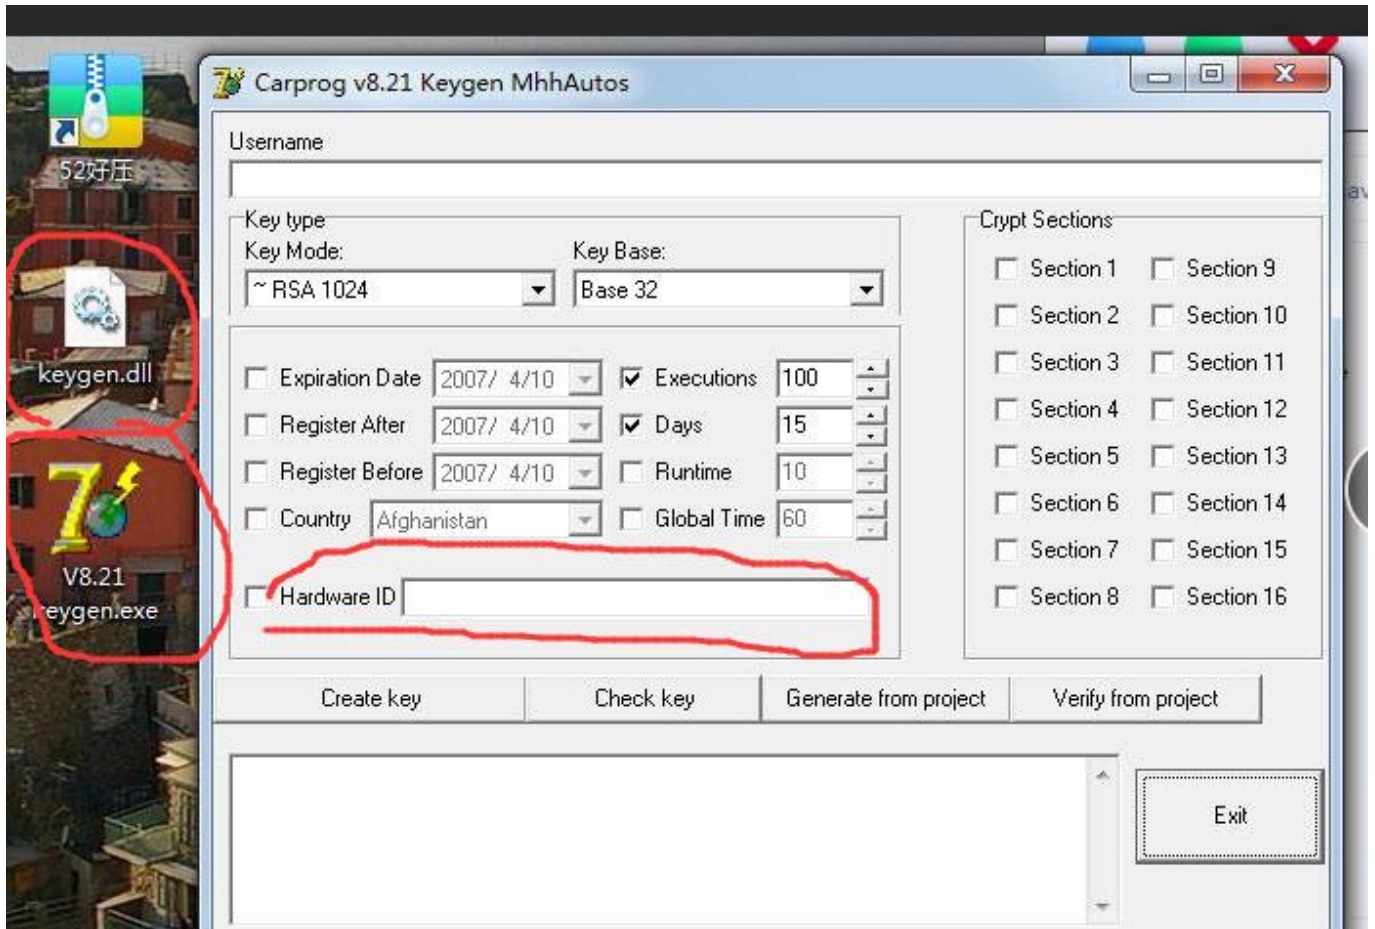 Carprog v8.21 Keygen MhhAutos
52好压
Username
Key type
Key Mode:
Key Base:
~ RSA 1024
Base 32
Crypt Sections
Section 1
Section 9
Section 2
Section 10
Section 3
Section 11
Section 4
Section 12
Section 5
Section 13
Section 6
Section 14
Section 7
Section 15
Section 8
Section 16
keygen.dll
Expiration Date 2007/ 4/10
Executions 100
Register After 2007/ 4/10
Days 15
Register Before 2007/ 4/10
Runtime 10
Country Afghanistan
Global Time 60
V8.21
keygen.exe
Hardware ID
Create key
Check key
Generate from project
Verify from project
Exit